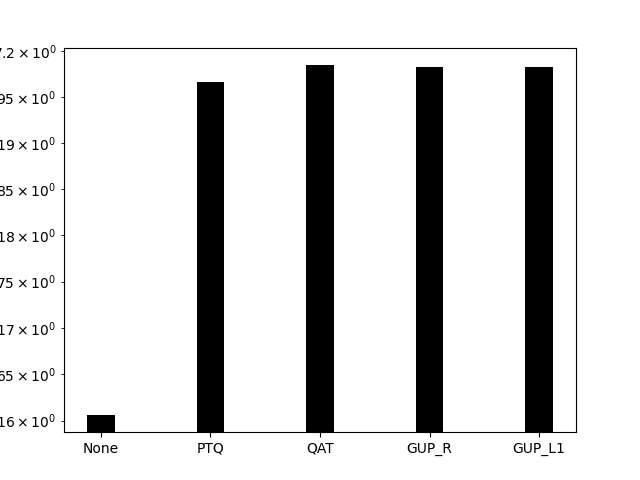 7.2 × 10⁰
95 × 10⁰
19 × 10⁰
85 × 10⁰
18 × 10⁰
75 × 10⁰
17 × 10⁰
65 × 10⁰
16 × 10⁰
None PTQ QAT GUP_R GUP_L1